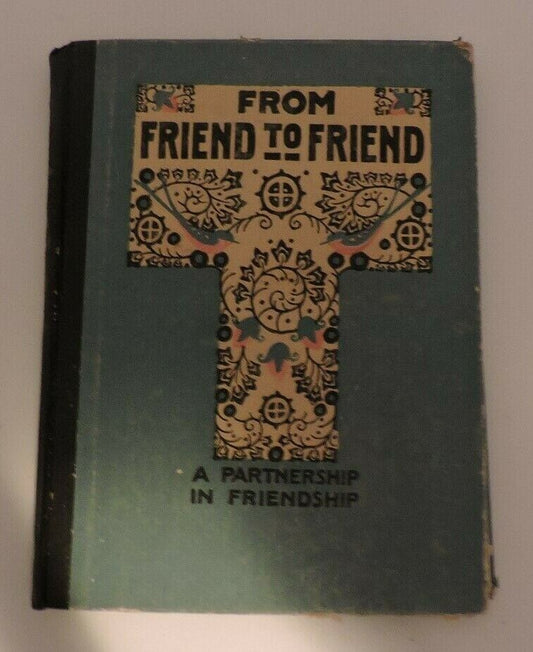 FROM
FRIEND TO FRIEND
A PARTNERSHIP
IN FRIENDSHIP